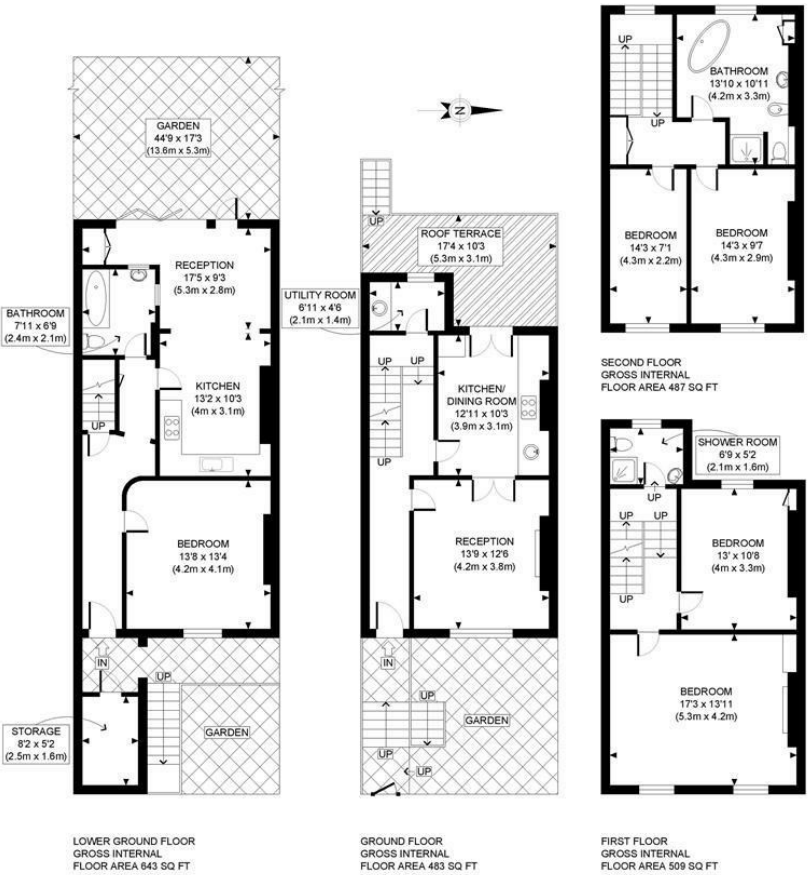 GARDEN
44'9 x 17'3
(13.6m x 5.3m)
RECEPTION
17'5 x 9'3
(5.3m x 2.8m)
BATHROOM
7'11 x 6'9
(2.4m x 2.1m)
KITCHEN
13'2 x 10'3
(4m x 3.1m)
UP
BEDROOM
13'8 x 13'4
(4.2m x 4.1m)
IN
UP
STORAGE
8'2 x 5'2
(2.5m x 1.6m)
GARDEN
LOWER GROUND FLOOR
GROSS INTERNAL
FLOOR AREA 643 SQ FT
N
UP
ROOF TERRACE
17'4 x 10'3
(5.3m x 3.1m)
UTILITY ROOM
6'11 x 4'6
(2.1m x 1.4m)
UP
UP
UP
KITCHEN/
DINING ROOM
12'11 x 10'3
(3.9m x 3.1m)
RECEPTION
13'9 x 12'6
(4.2m x 3.8m)
IN
UP
UP
UP
GARDEN
GROUND FLOOR
GROSS INTERNAL
FLOOR AREA 483 SQ FT
UP
UP
BATHROOM
13'10 x 10'11
(4.2m x 3.3m)
BEDROOM
14'3 x 7'1
(4.3m x 2.2m)
BEDROOM
14'3 x 9'7
(4.3m x 2.9m)
SECOND FLOOR
GROSS INTERNAL
FLOOR AREA 487 SQ FT
SHOWER ROOM
6'9 x 5'2
(2.1m x 1.6m)
UP
UP
UP
UP
BEDROOM
13' x 10'8
(4m x 3.3m)
BEDROOM
17'3 x 13'11
(5.3m x 4.2m)
FIRST FLOOR
GROSS INTERNAL
FLOOR AREA 509 SQ FT